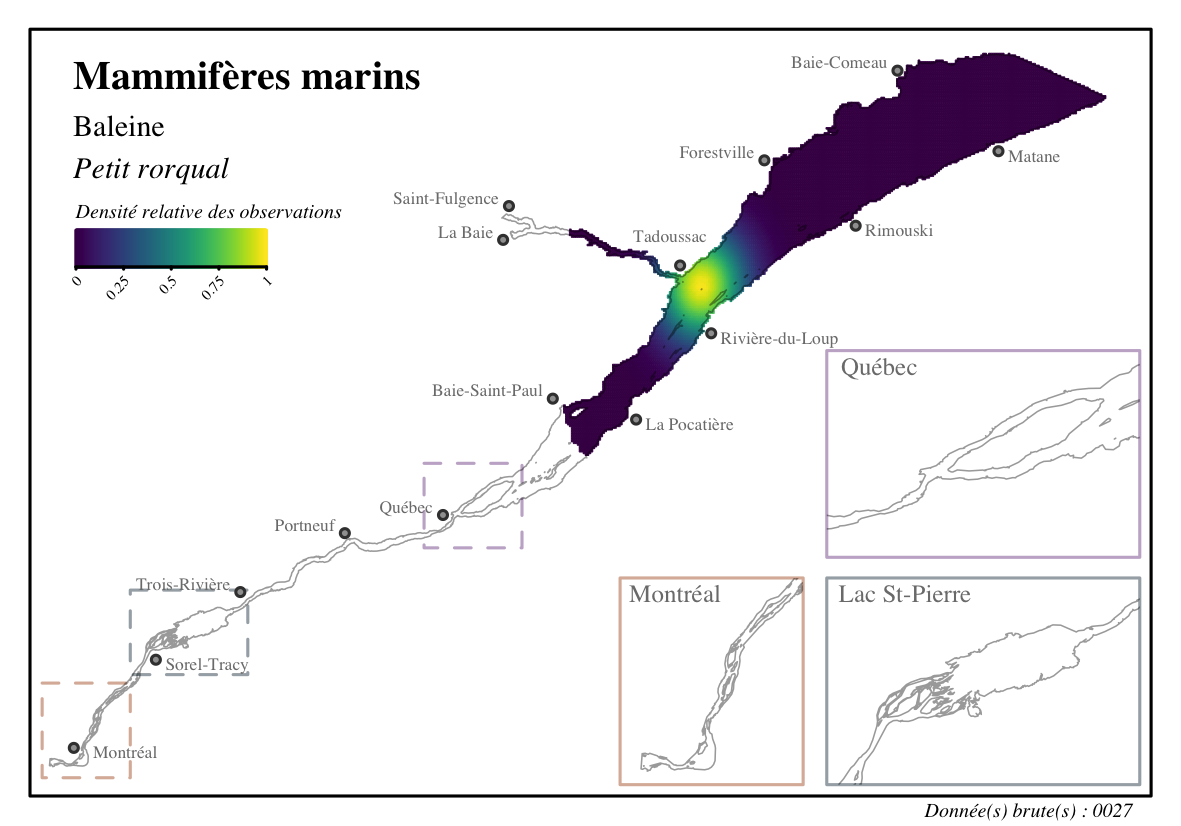 Mammifères marins
Baleine
Petit rorqual
Densité relative des observations
0
0.25
0.5
0.75
1
Baie-Comeau
Forestville
Matane
Saint-Fulgence
La Baie
Tadoussac
Rimouski
Rivière-du-Loup
Baie-Saint-Paul
La Pocatière
Québec
Portneuf
Trois-Rivière
Sorel-Tracy
Montréal
Québec
Montréal
Lac St-Pierre
Donnée(s) brute(s) : 0027